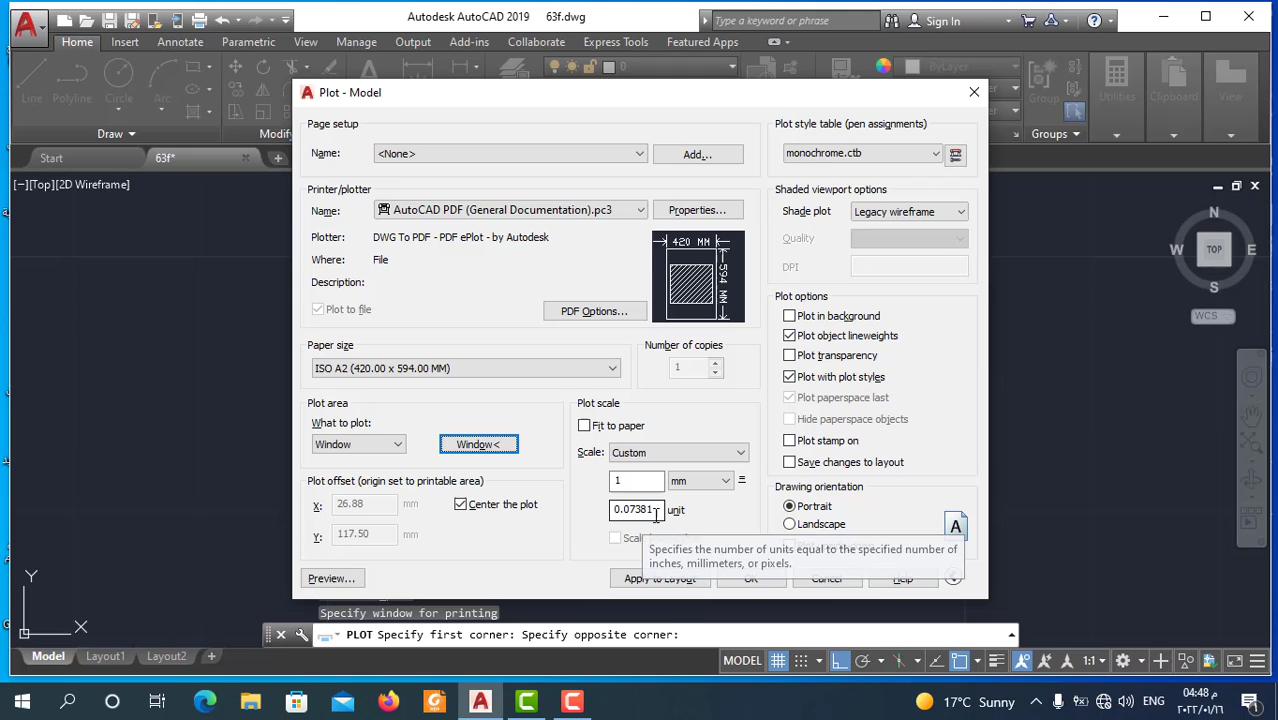 Autodesk AutoCAD 2019 63f.dwg
Type a keyword or phrase
Sign In
Home Insert Annotate Parametric View Manage Output Add-ins Collaborate Express Tools Featured Apps
Line Polyline Circle Arc
0
ByLayer
Group Utilities Clipboard View
Draw
Groups
Start 63f*
[−][Top][2D Wireframe]
N
W TOP E
S
WCS
Plot - Model
Page setup
Name: <None> Add...
Printer/plotter
Name: AutoCAD PDF (General Documentation).pc3 Properties...
Plotter: DWG To PDF - PDF ePlot - by Autodesk
Where: File
Description:
Plot to file
PDF Options...
420 MM
594 MM
Paper size
ISO A2 (420.00 x 594.00 MM)
Number of copies
1
Plot area
What to plot:
Window Window<
Plot offset (origin set to printable area)
X: 26.88 mm
Y: 117.50 mm
Center the plot
Plot scale
Fit to paper
Scale: Custom
1 mm =
0.07381 unit
Plot style table (pen assignments)
monochrome.ctb
Shaded viewport options
Shade plot Legacy wireframe
Quality
DPI
Plot options
Plot in background
Plot object lineweights
Plot transparency
Plot with plot styles
Plot paperspace last
Hide paperspace objects
Plot stamp on
Save changes to layout
Drawing orientation
Portrait
Landscape
A
Specifies the number of units equal to the specified number of
inches, millimeters, or pixels.
Preview... Apply to Layout OK Cancel Help
Y
X
Specify window for printing
PLOT Specify first corner: Specify opposite corner:
Model Layout1 Layout2 +
MODEL 1:1
17°C Sunny ENG
04:48 م
٢٠٢٢/٠١/٢٦